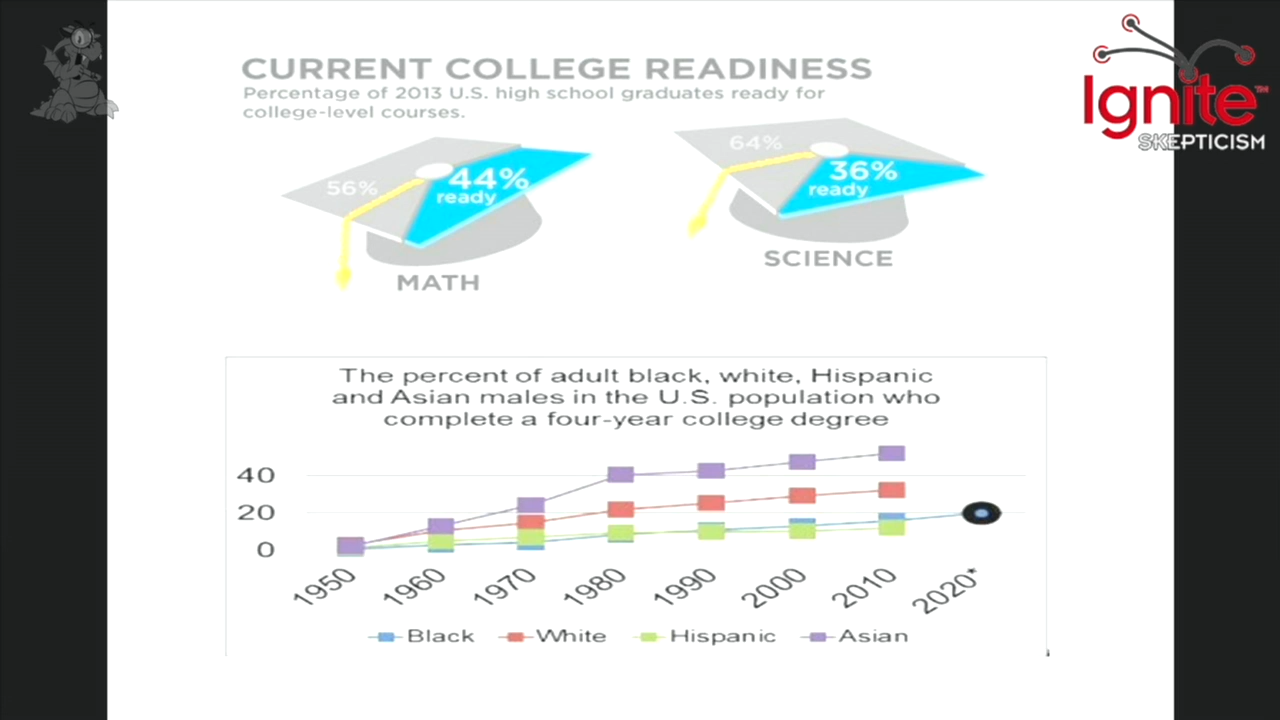 CURRENT COLLEGE READINESS
Percentage of 2013 U.S. high school graduates ready for
college-level courses.
Ignite™
SKEPTICISM
56%
44%
ready
MATH
64%
36%
ready
SCIENCE
The percent of adult black, white, Hispanic
and Asian males in the U.S. population who
complete a four-year college degree
40
20
0
1950 1960 1970 1980 1990 2000 2010 2020*
Black White Hispanic Asian